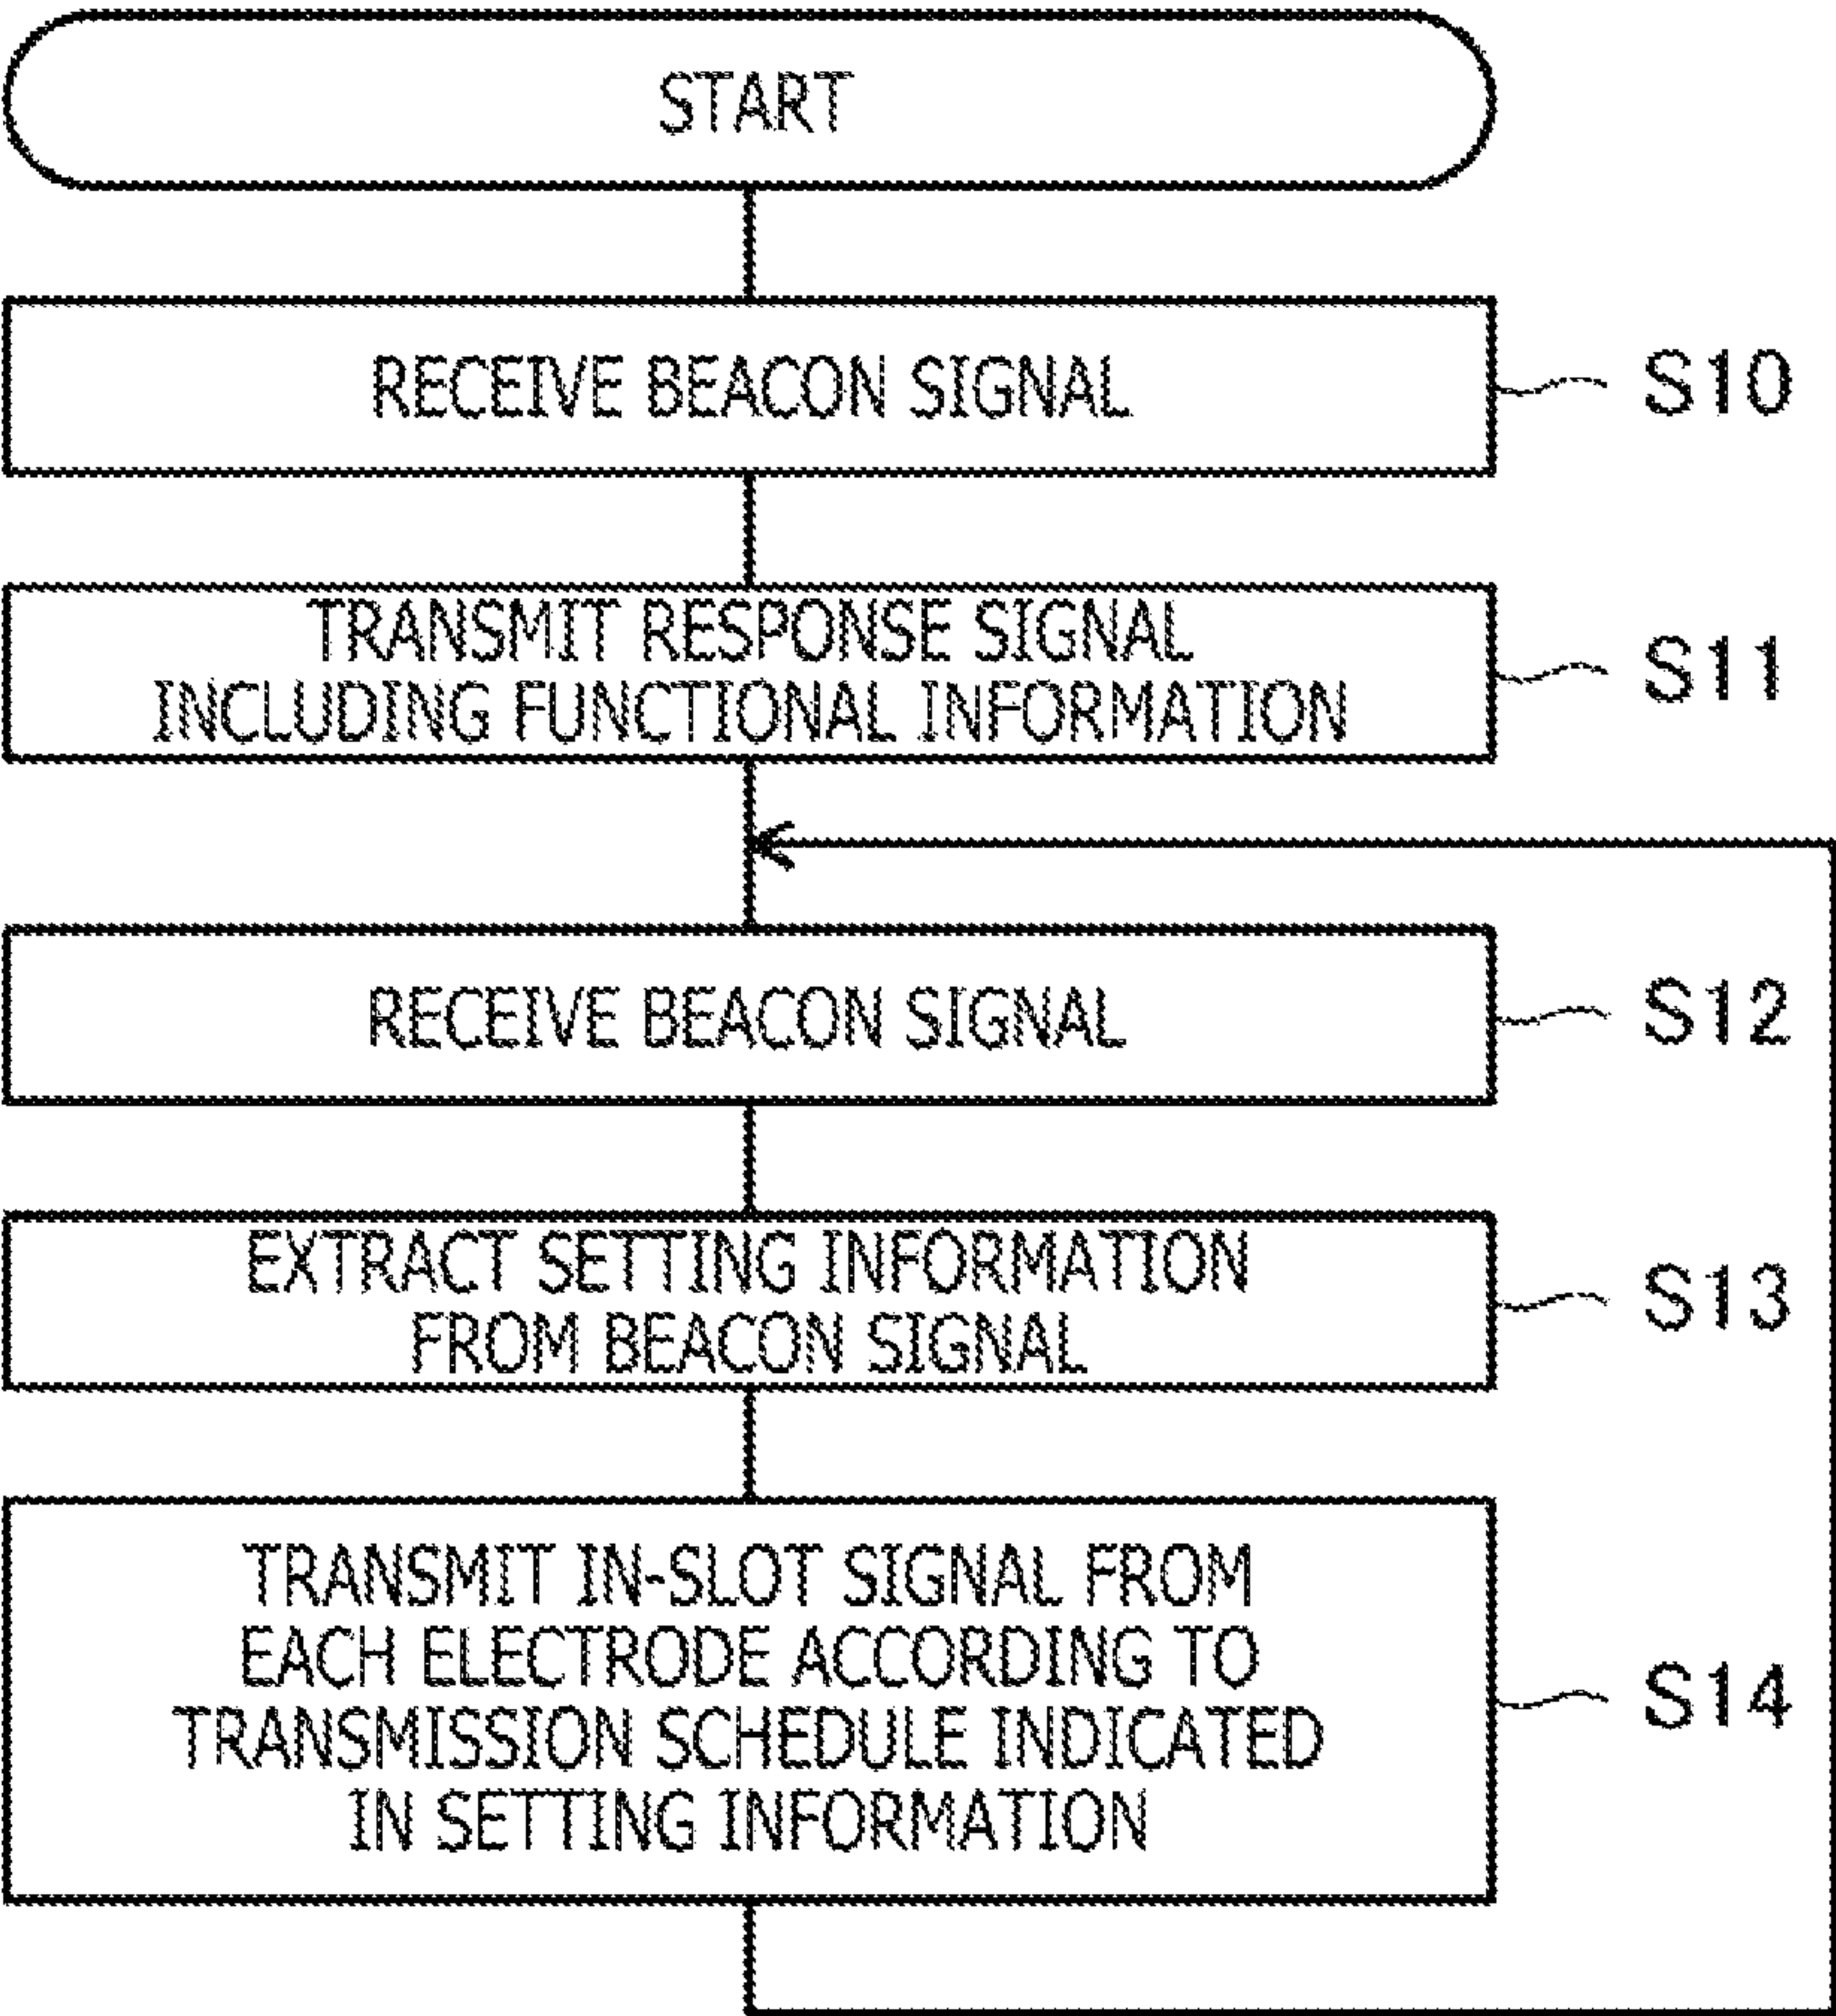 START
RECEIVE BEACON SIGNAL
S10
TRANSMIT RESPONSE SIGNAL
INCLUDING FUNCTIONAL INFORMATION
S11
RECEIVE BEACON SIGNAL
S12
EXTRACT SETTING INFORMATION
FROM BEACON SIGNAL
S13
TRANSMIT IN-SLOT SIGNAL FROM
EACH ELECTRODE ACCORDING TO
TRANSMISSION SCHEDULE INDICATED
IN SETTING INFORMATION
S14